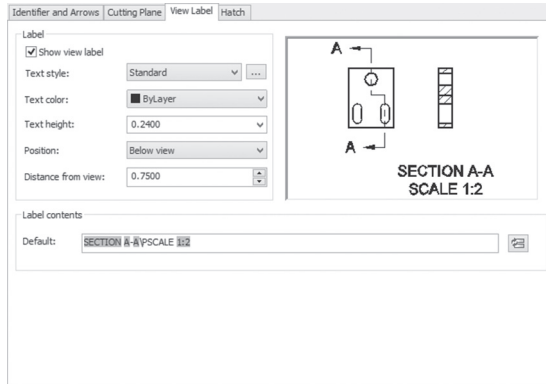 Identifier and Arrows Cutting Plane View Label Hatch
Label
Show view label
Text style: Standard ...
Text color: ByLayer
Text height: 0.2400
Position: Below view
Distance from view: 0.7500
A
A
SECTION A-A
SCALE 1:2
Label contents
Default: SECTION A-A\PSCALE 1:2